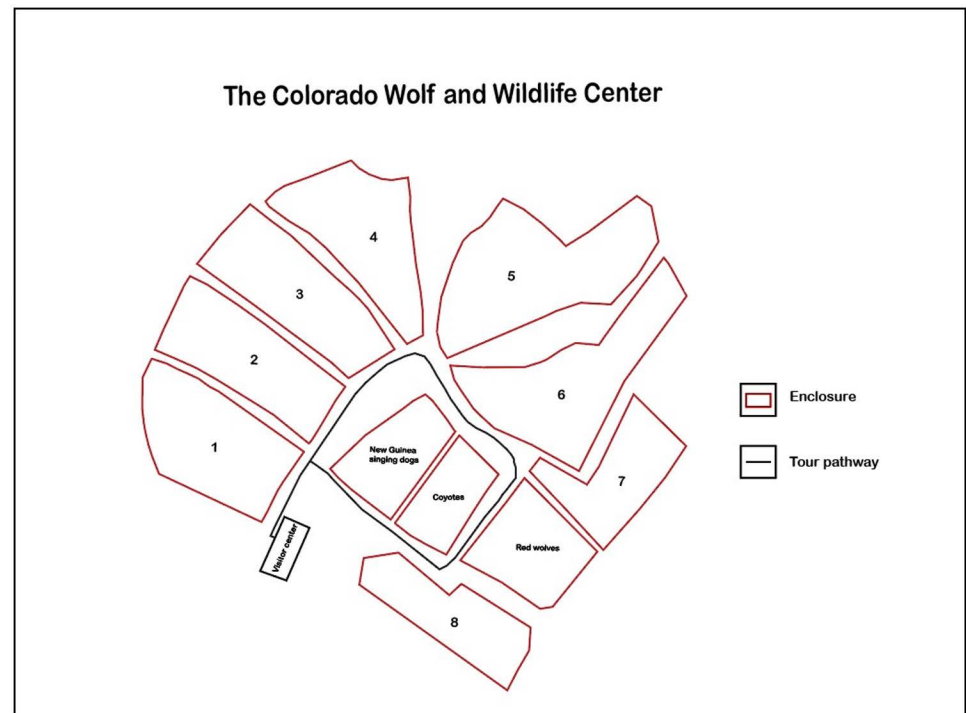 The Colorado Wolf and Wildlife Center
4
5
3
2
6
Enclosure
1
New Guinea
singing dogs
Tour pathway
7
Coyotes
Visitor center
Red wolves
8